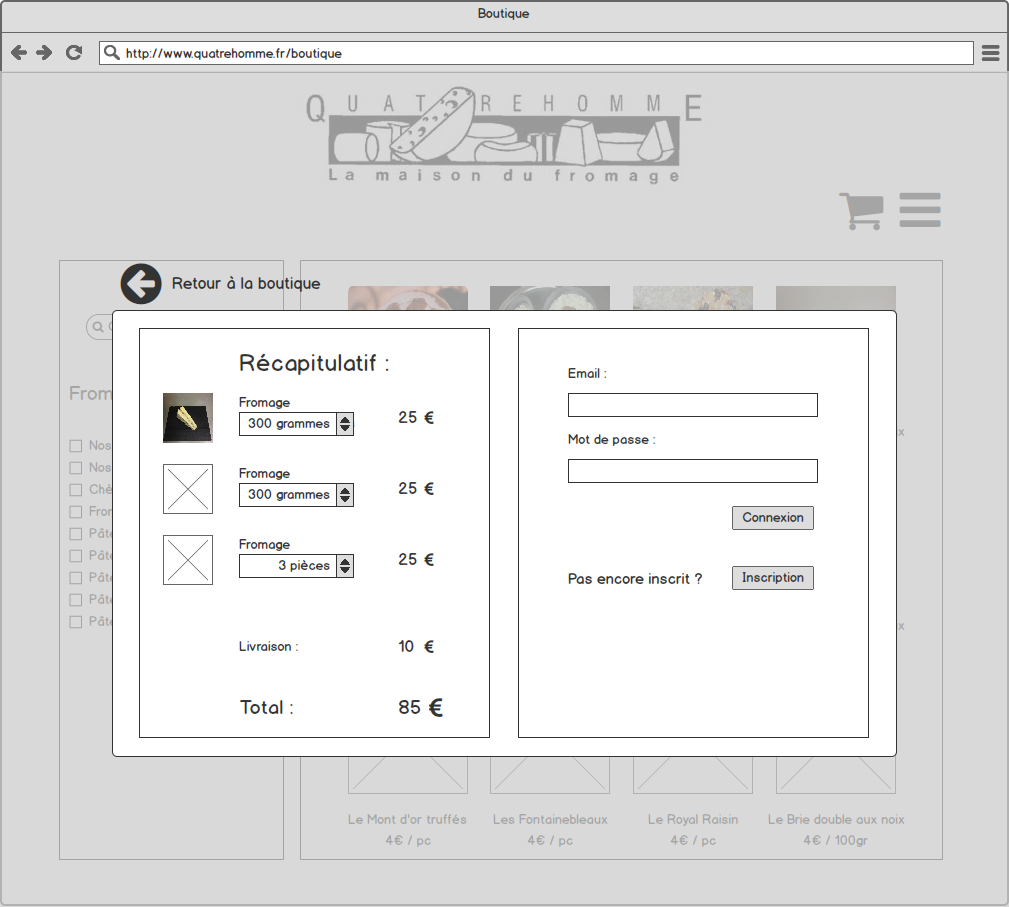 Boutique
http://www.quatrehomme.fr/boutique
QUATREHOMME
La maison du fromage
Retour à la boutique
From
Nos
Nos
Chè
From
Pâte
Pâte
Pâte
Pâte
Pâte
Récapitulatif :
Fromage
300 grammes
25 €
Fromage
300 grammes
25 €
Fromage
3 pièces
25 €
Livraison :
10 €
Total :
85 €
Email :
Mot de passe :
Connexion
Pas encore inscrit ?
Inscription
x
x
Le Mont d'or truffés
4€ / pc
Les Fontainebleaux
4€ / pc
Le Royal Raisin
4€ / pc
Le Brie double aux noix
4€ / 100gr